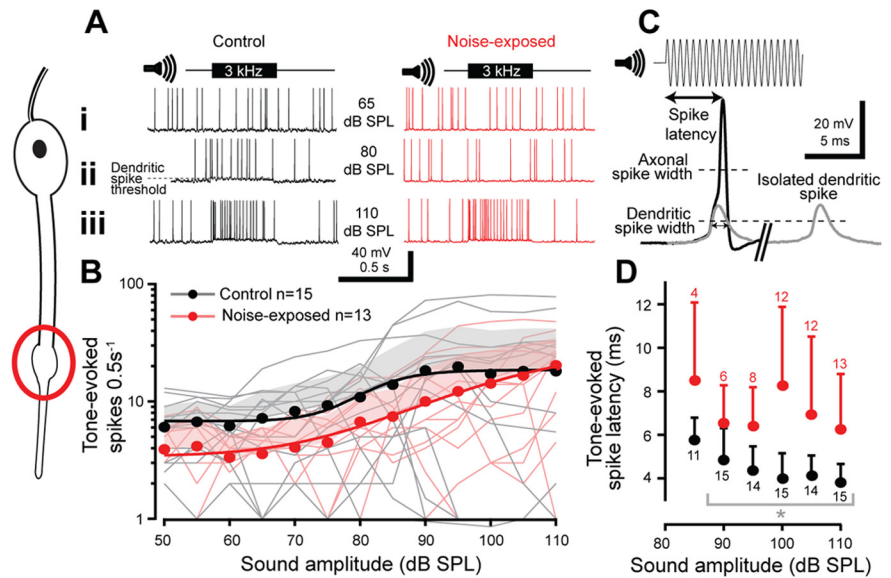 A
Control
Noise-exposed
3 kHz
3 kHz
i
65
dB SPL
ii
Dendritic
spike
threshold
80
dB SPL
iii
110
dB SPL
40 mV
0.5 s
B
Control n=15
Noise-exposed n=13
Tone-evoked
spikes 0.5s⁻¹
100
10
1
50
60
70
80
90
100
110
Sound amplitude (dB SPL)
C
Spike
latency
20 mV
5 ms
Axonal
spike width
Isolated dendritic
spike
Dendritic
spike width
D
Tone-evoked
spike latency (ms)
12
10
8
6
4
4
6
8
12
12
13
11
15
14
15
14
15
*
80
90
100
110
Sound amplitude (dB SPL)